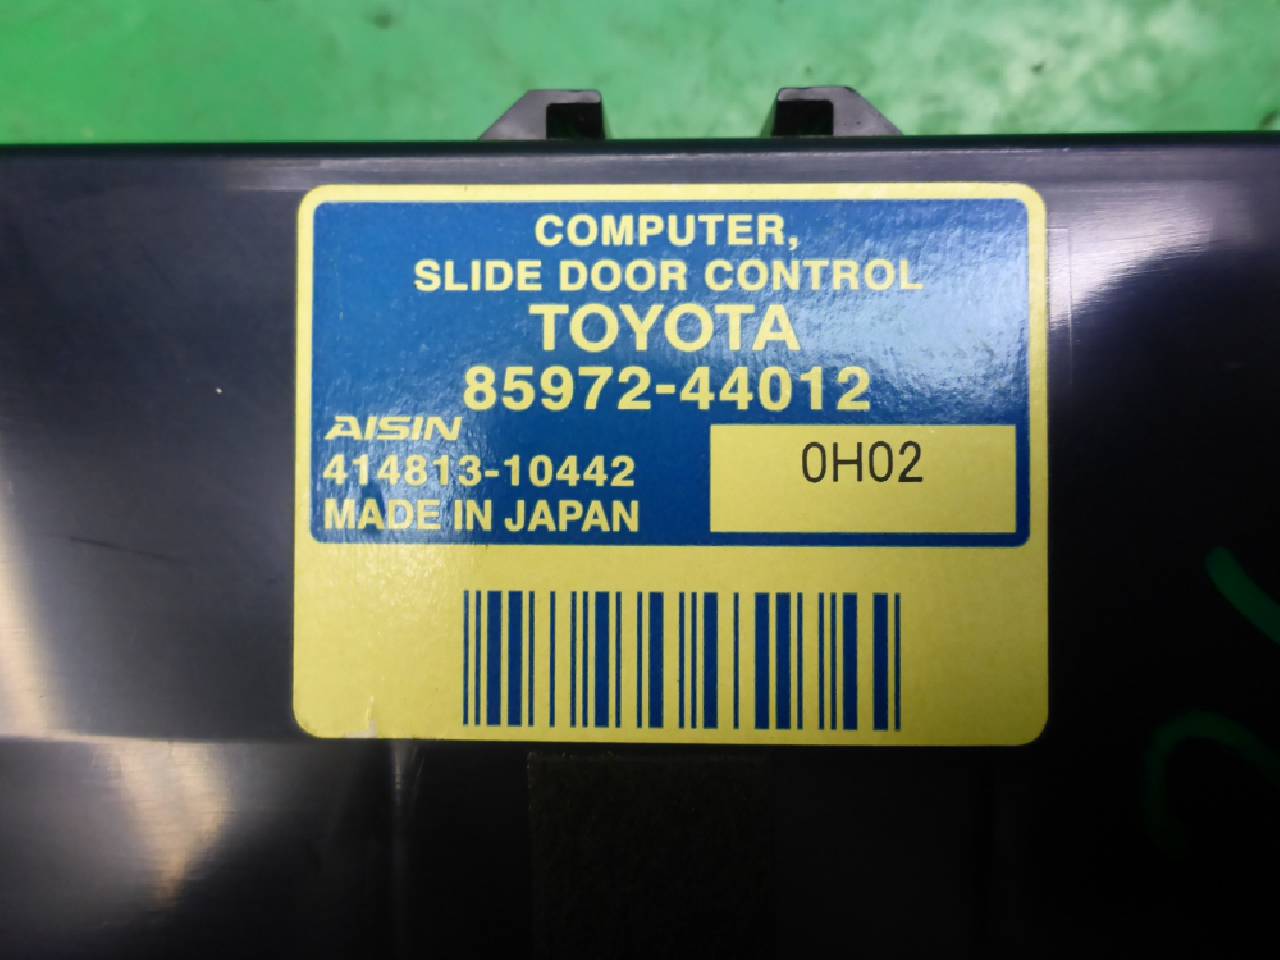 COMPUTER,
SLIDE DOOR CONTROL
TOYOTA
85972-44012
AISIN
414813-10442
0H02
MADE IN JAPAN